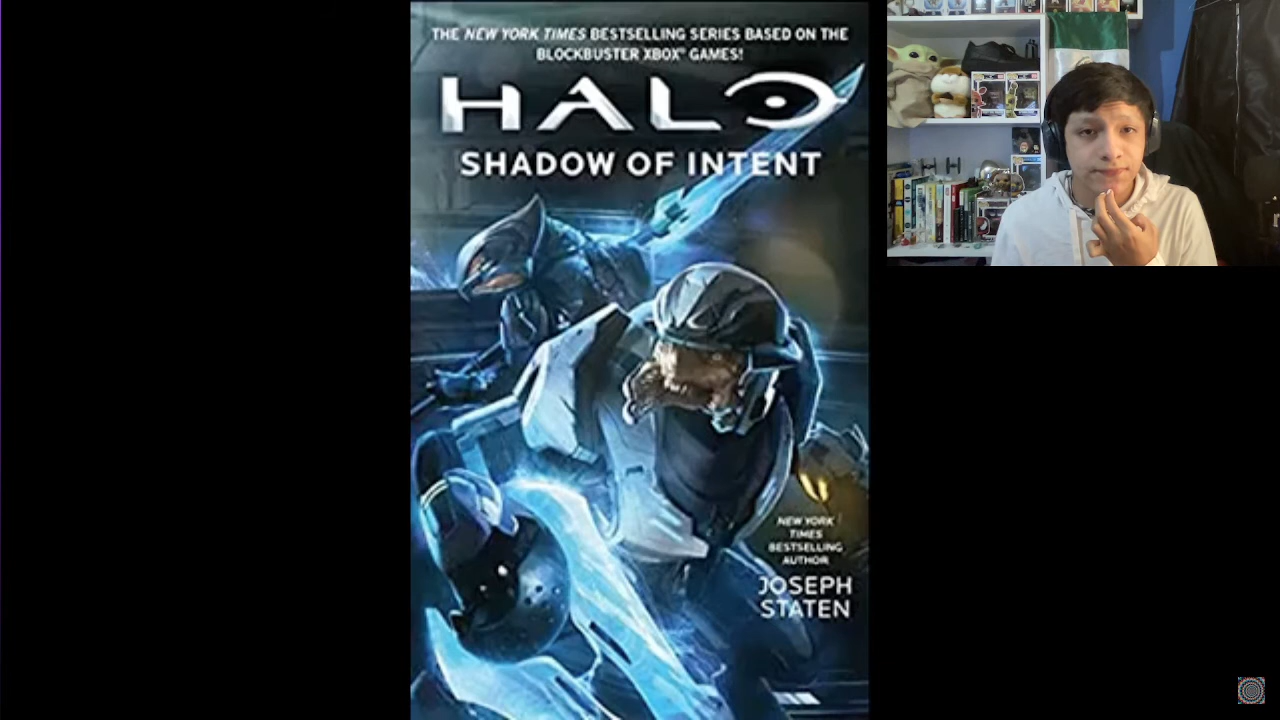 THE NEW YORK TIMES BESTSELLING SERIES BASED ON THE
BLOCKBUSTER XBOX® GAMES!
HALO
SHADOW OF INTENT
NEW YORK
TIMES
BESTSELLING
AUTHOR
JOSEPH
STATEN